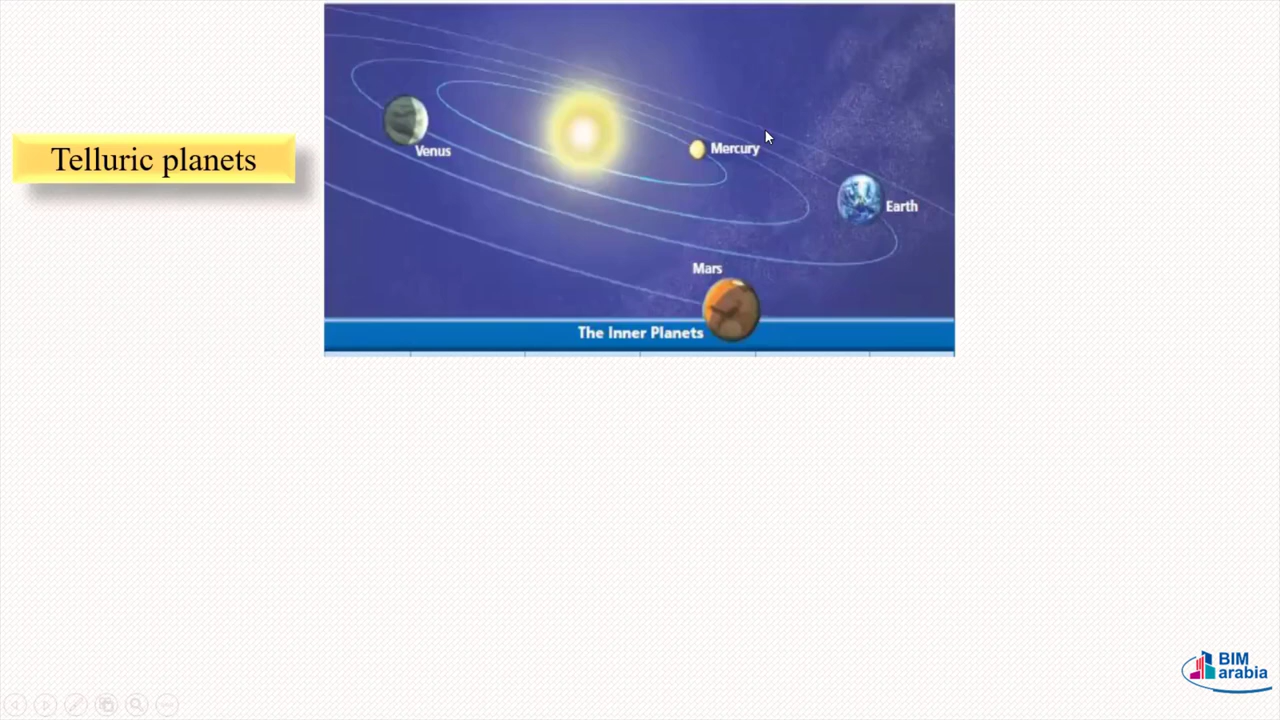 Telluric planets
Venus
Mercury
Earth
Mars
The Inner Planets
BIM
arabia